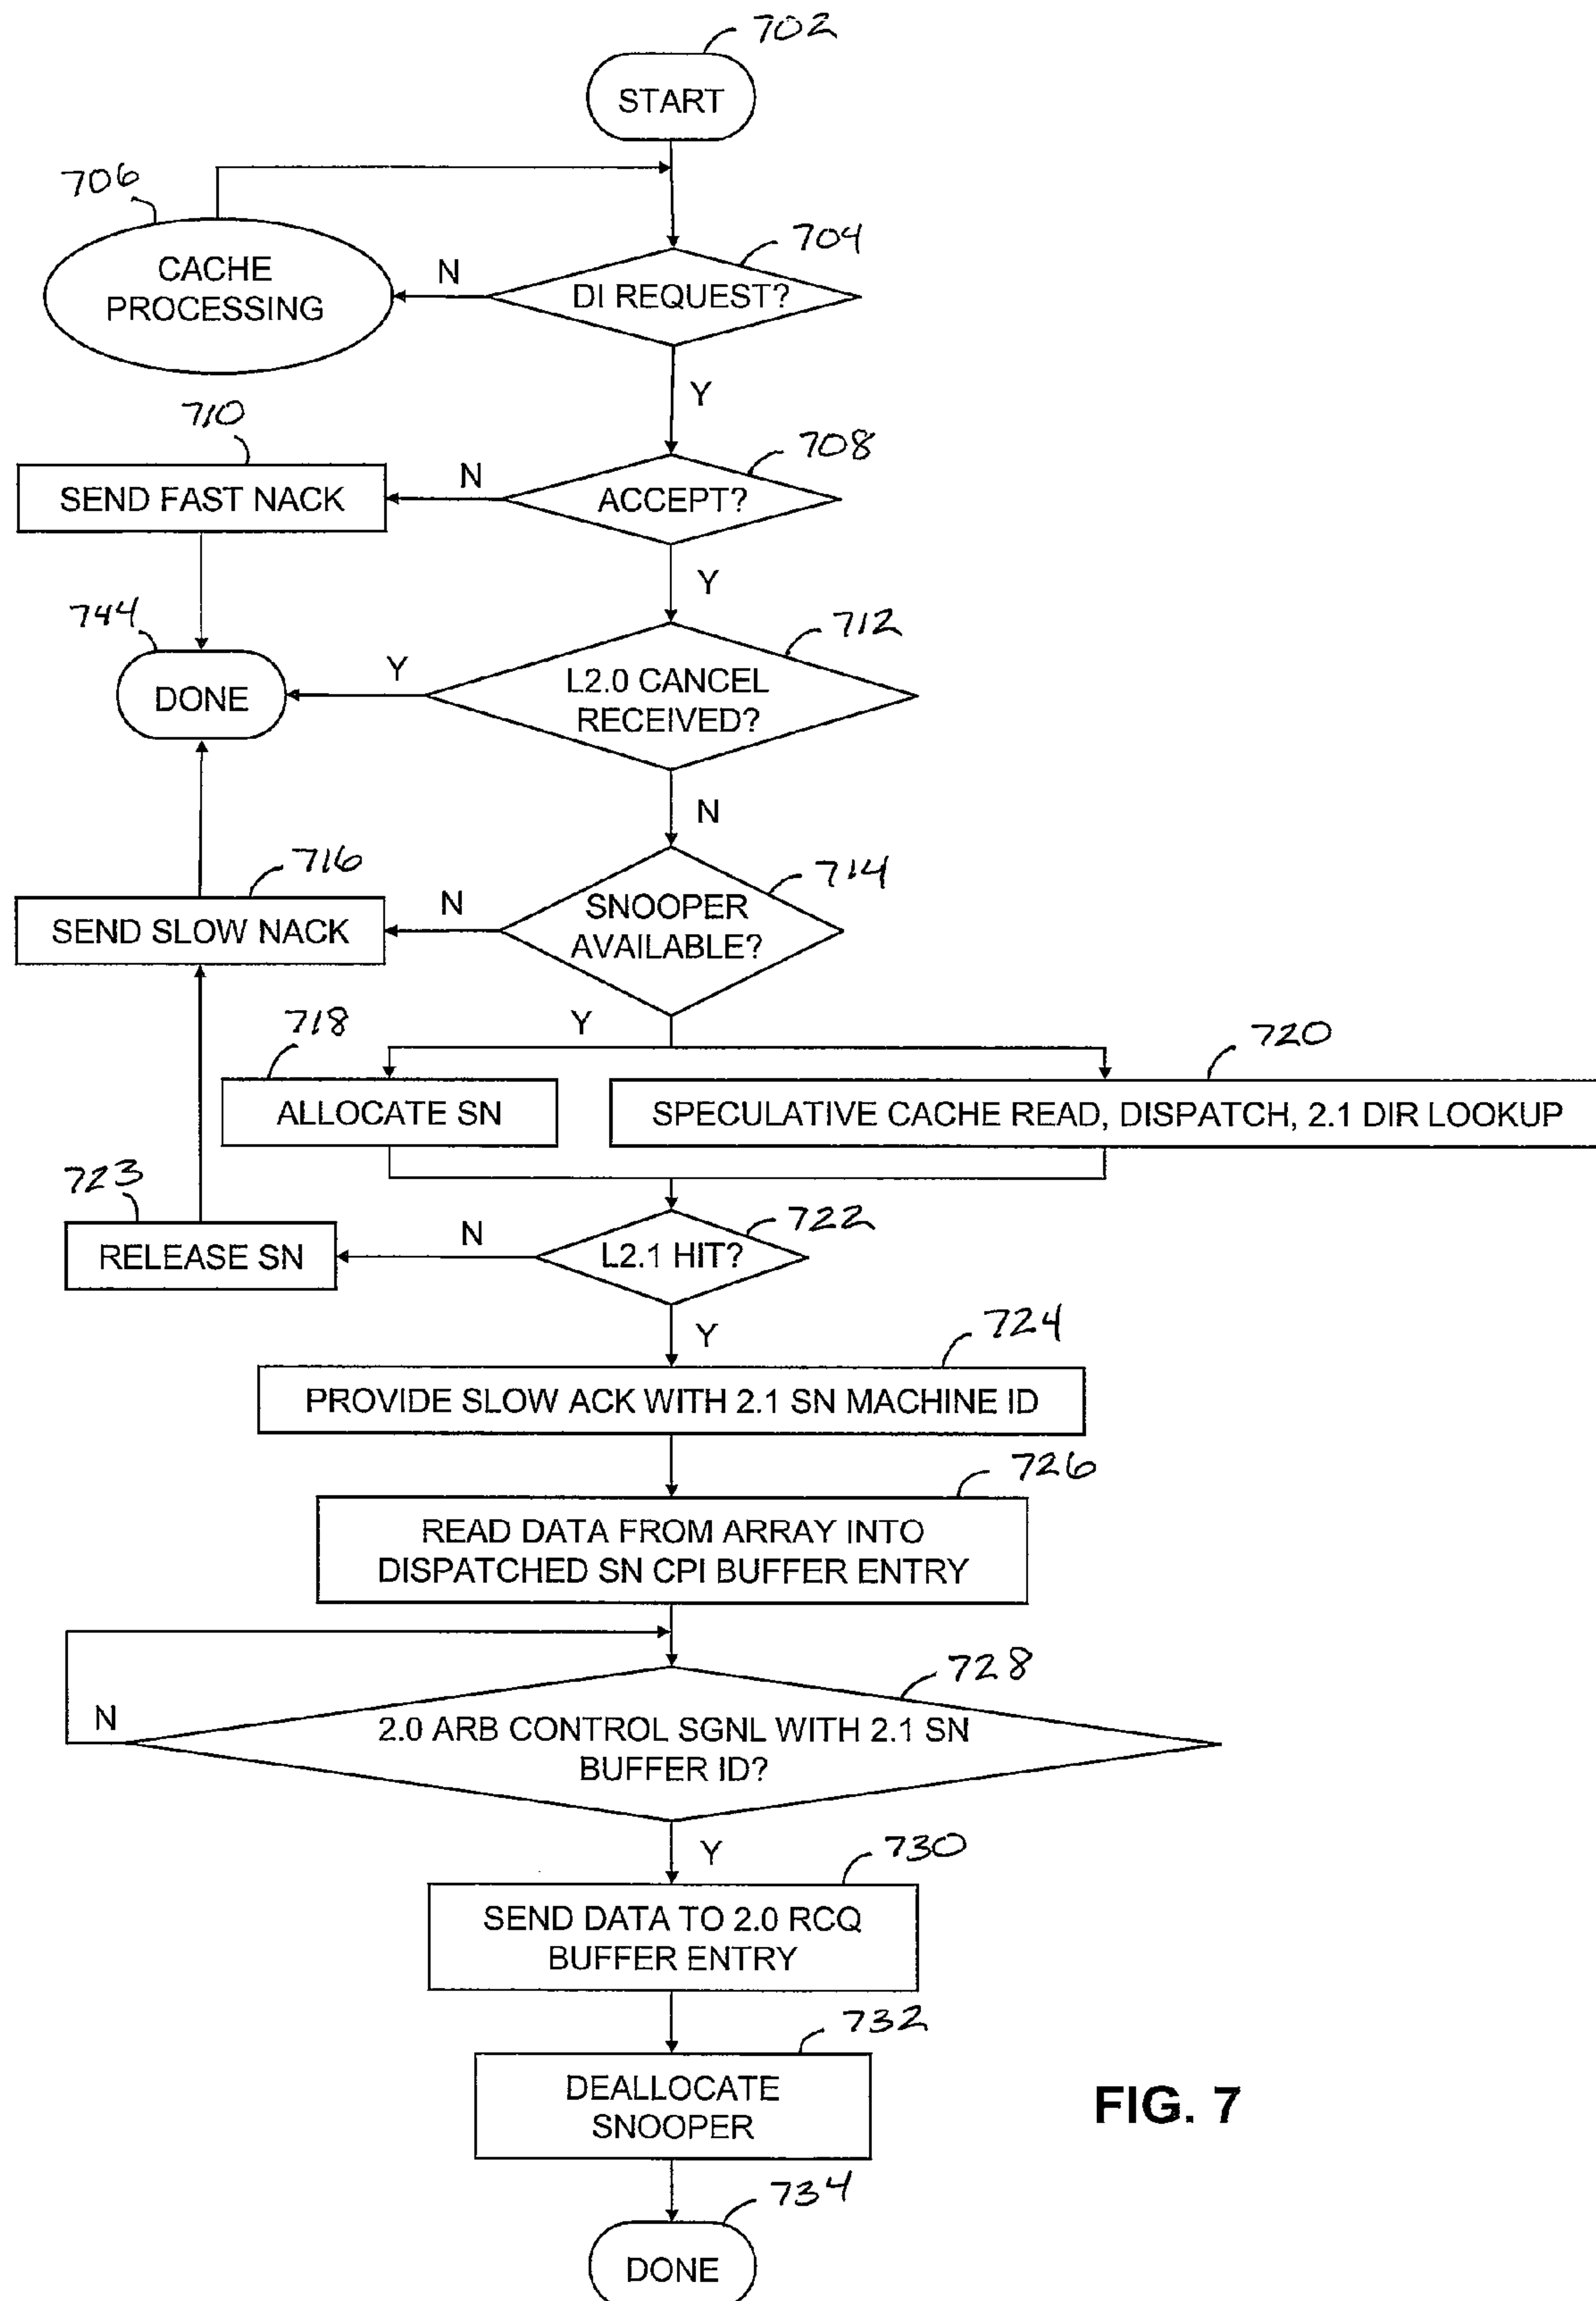 702
START
706
704
CACHE
PROCESSING
N
DI REQUEST?
Y
710
708
SEND FAST NACK
N
ACCEPT?
Y
744
712
DONE
Y
L2.0 CANCEL
RECEIVED?
N
716
714
SEND SLOW NACK
N
SNOOPER
AVAILABLE?
Y
718
720
ALLOCATE SN
SPECULATIVE CACHE READ, DISPATCH, 2.1 DIR LOOKUP
723
722
RELEASE SN
N
L2.1 HIT?
Y
724
PROVIDE SLOW ACK WITH 2.1 SN MACHINE ID
726
READ DATA FROM ARRAY INTO
DISPATCHED SN CPI BUFFER ENTRY
728
N
2.0 ARB CONTROL SGNL WITH 2.1 SN
BUFFER ID?
Y
730
SEND DATA TO 2.0 RCQ
BUFFER ENTRY
732
DEALLOCATE
SNOOPER
FIG. 7
734
DONE